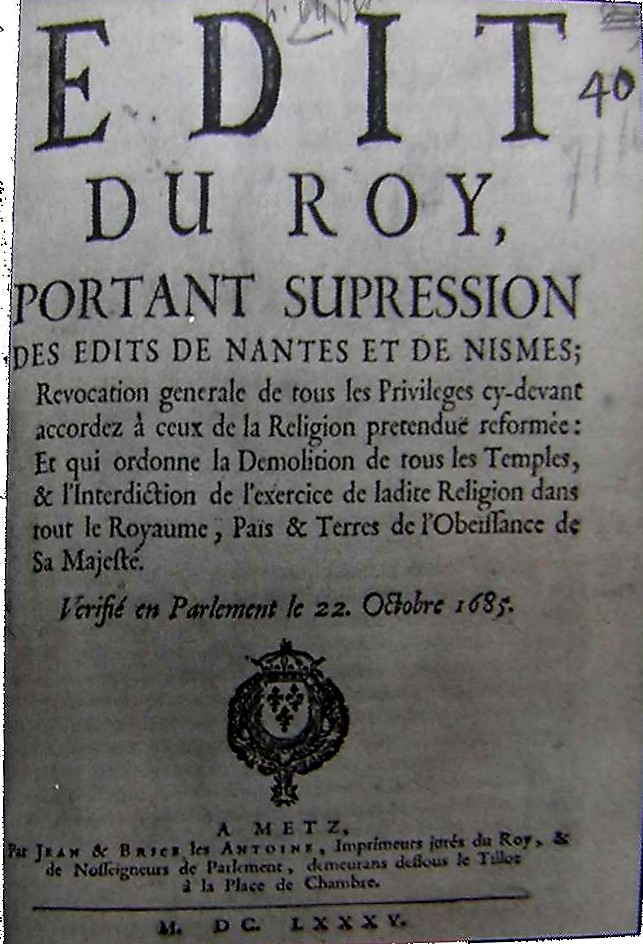 40
EDIT
DU ROY,
PORTANT SUPRESSION
DES EDITS DE NANTES ET DE NISMES;
Revocation generale de tous les Privileges cy-devant
accordez à ceux de la Religion pretenduë reformée:
Et qui ordonne la Demolition de tous les Temples,
& l'Interdiction de l'exercice de ladite Religion dans
tout le Royaume, Païs & Terres de l'Obeïſſance de
Sa Majeſté.
Verifié en Parlement le 22. Octobre 1685.
A METZ,
Par JEAN & BRICE les ANTOINE, Imprimeurs jurés du Roy, &
de Noſſeigneurs de Parlement, demeurans deſſous le Tillot
à la Place de Chambre.
M. DC. LXXXV.